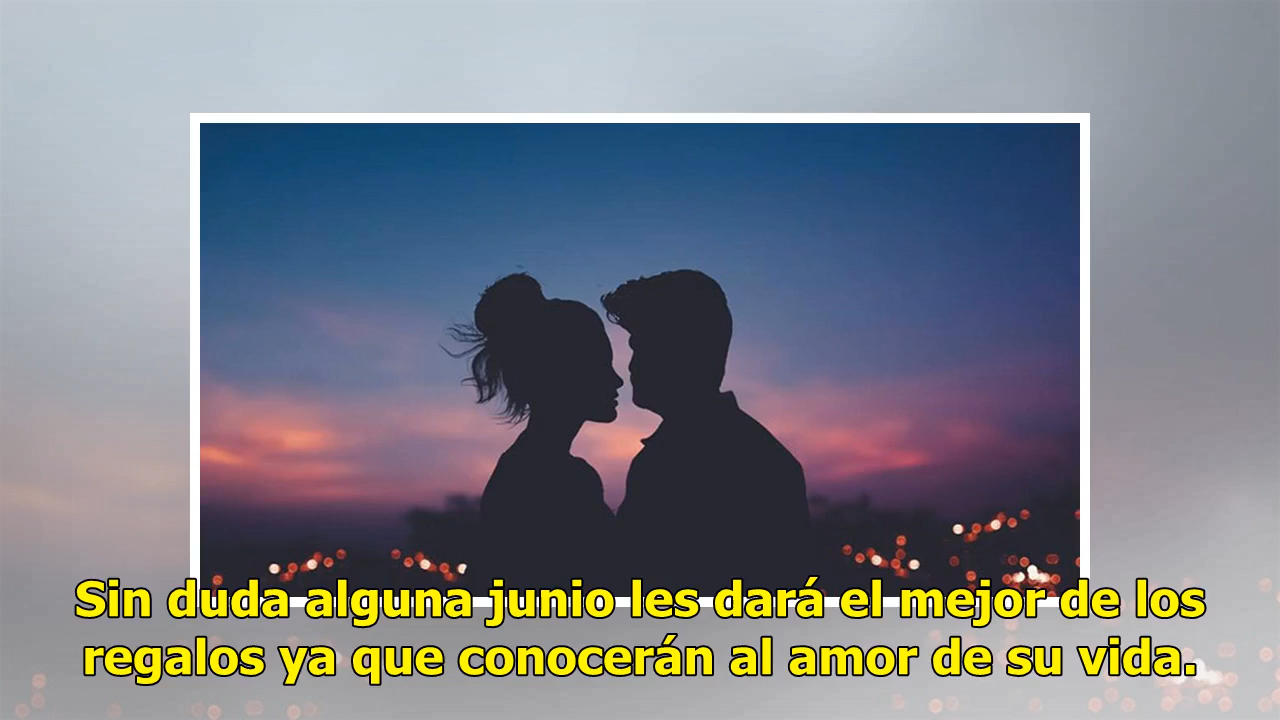 Sin duda alguna junio les dará el mejor de los
regalos ya que conocerán al amor de su vida.